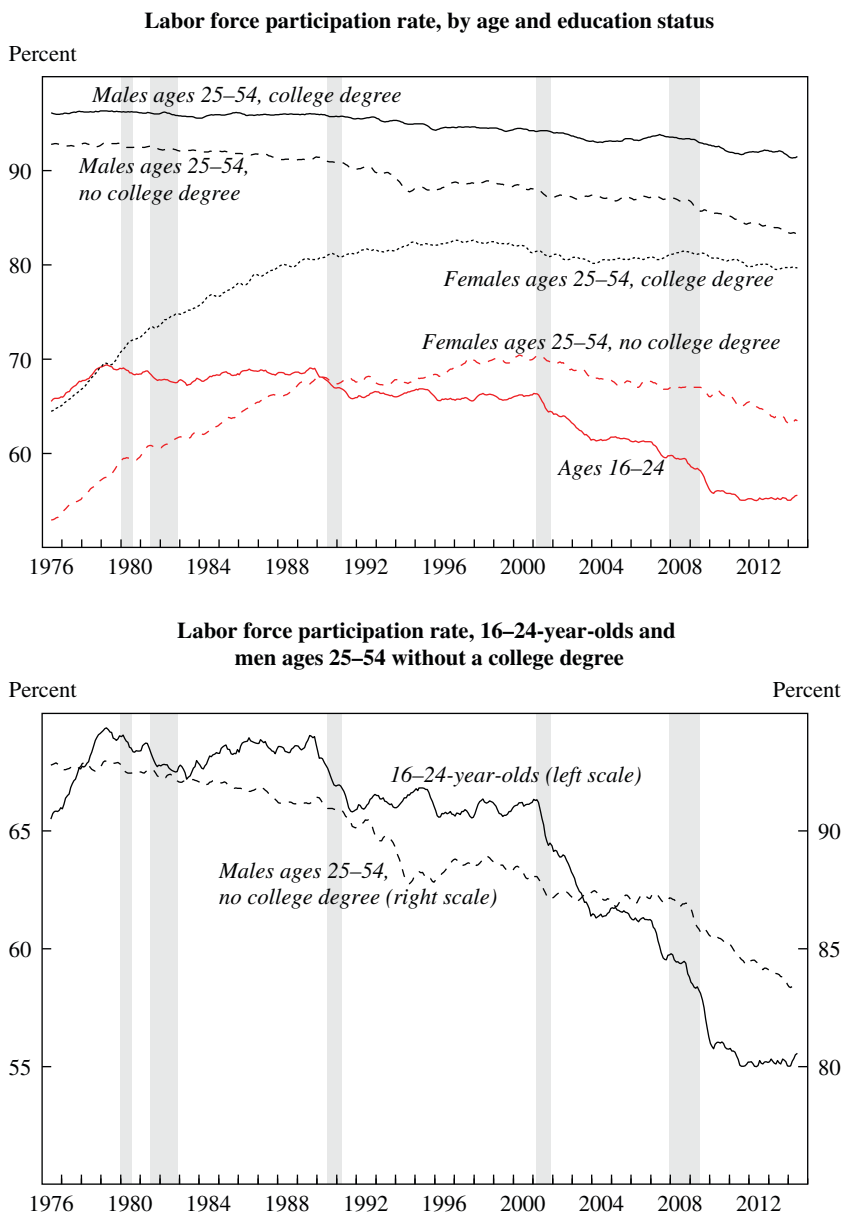 Labor force participation rate, by age and education status
Percent
Males ages 25–54, college degree
90
Males ages 25–54,
no college degree
80
Females ages 25–54, college degree
Females ages 25–54, no college degree
70
60
Ages 16–24
1976 1980 1984 1988 1992 1996 2000 2004 2008 2012
Labor force participation rate, 16–24-year-olds and
men ages 25–54 without a college degree
Percent Percent
16–24-year-olds (left scale)
65 90
Males ages 25–54,
no college degree (right scale)
60 85
55 80
1976 1980 1984 1988 1992 1996 2000 2004 2008 2012